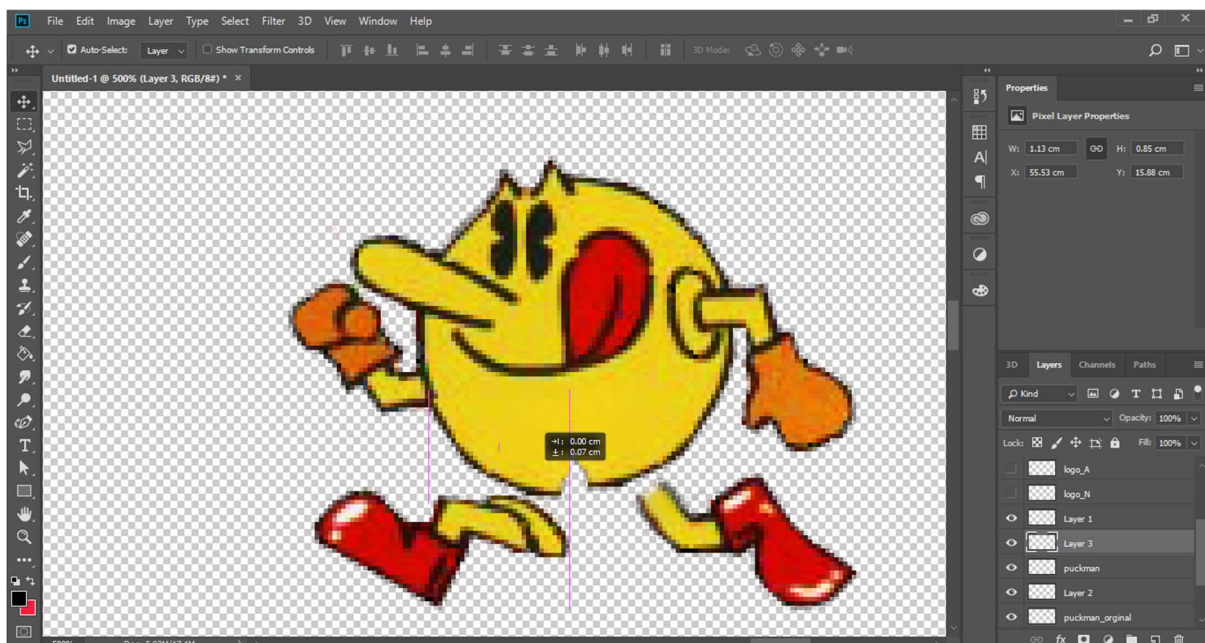 Ps File Edit Image Layer Type Select Filter 3D View Window Help
Auto-Select: Layer Show Transform Controls 3D Mode:
Untitled-1 @ 500% (Layer 3, RGB/8#) * ×
Properties
Pixel Layer Properties
W: 1.13 cm H: 0.85 cm
X: 55.53 cm Y: 15.88 cm
3D Layers Channels Paths
Kind
Normal Opacity: 100%
Lock: Fill: 100%
logo_A
logo_N
Layer 1
Layer 3
puckman
Layer 2
puckman_orginal
fx
0.00 cm
0.07 cm